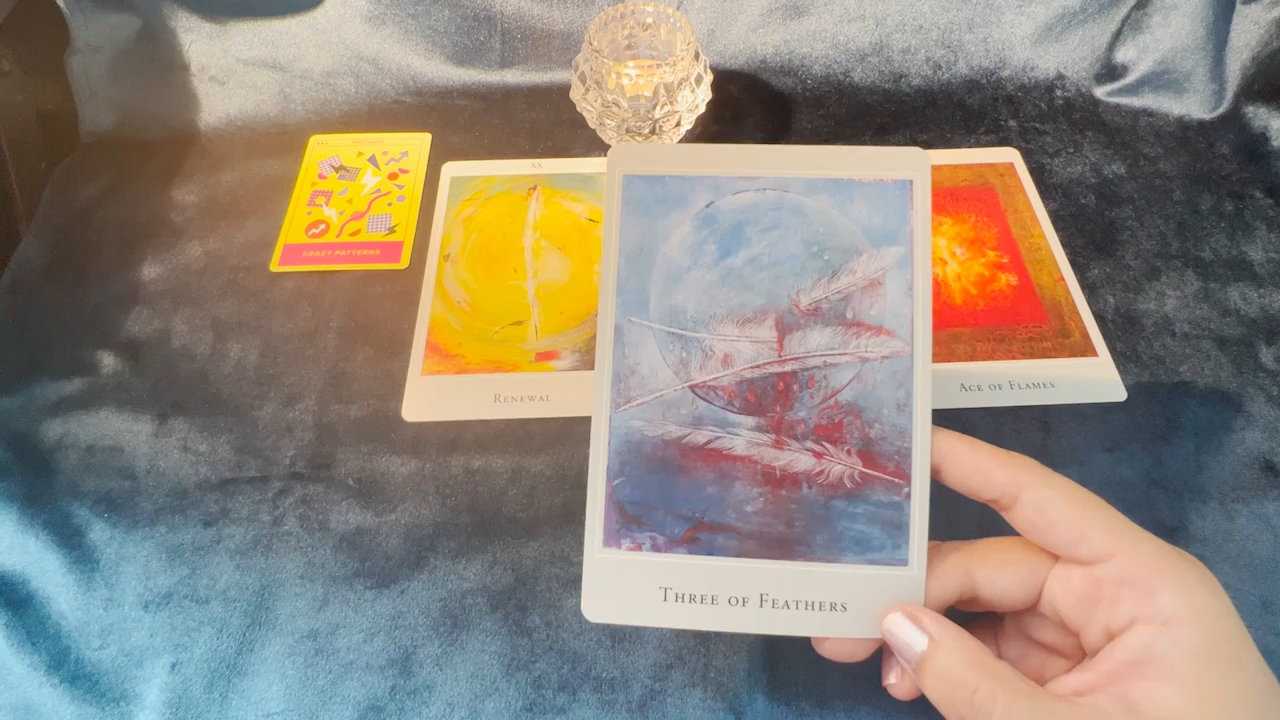 CRAZY PATTERNS
XX
RENEWAL
THREE OF FEATHERS
ACE OF FLAMES